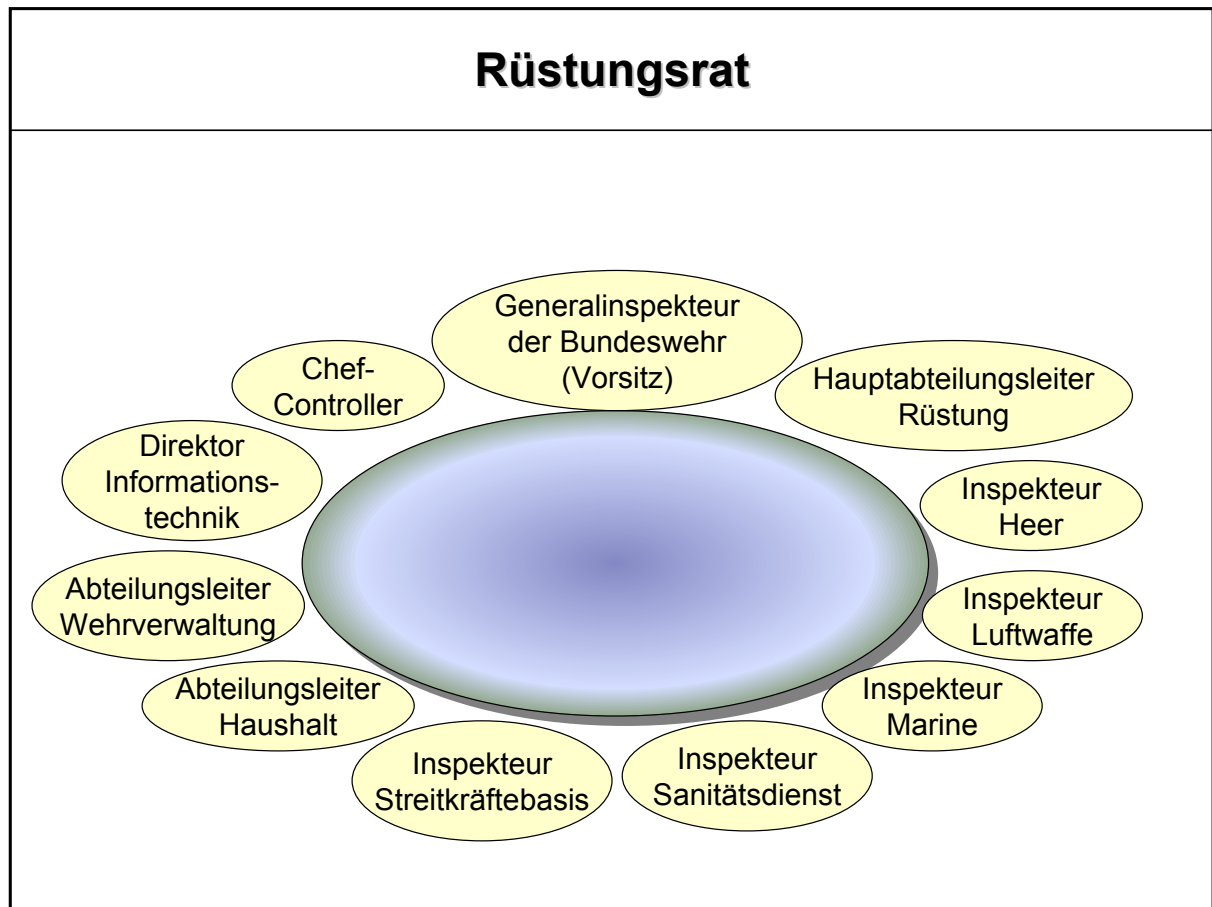 Rüstungsrat
Generalinspekteur
der Bundeswehr
(Vorsitz)
Chef-
Controller
Hauptabteilungsleiter
Rüstung
Direktor
Informations-
technik
Inspekteur
Heer
Abteilungsleiter
Wehrverwaltung
Inspekteur
Luftwaffe
Abteilungsleiter
Haushalt
Inspekteur
Marine
Inspekteur
Streitkräftebasis
Inspekteur
Sanitätsdienst